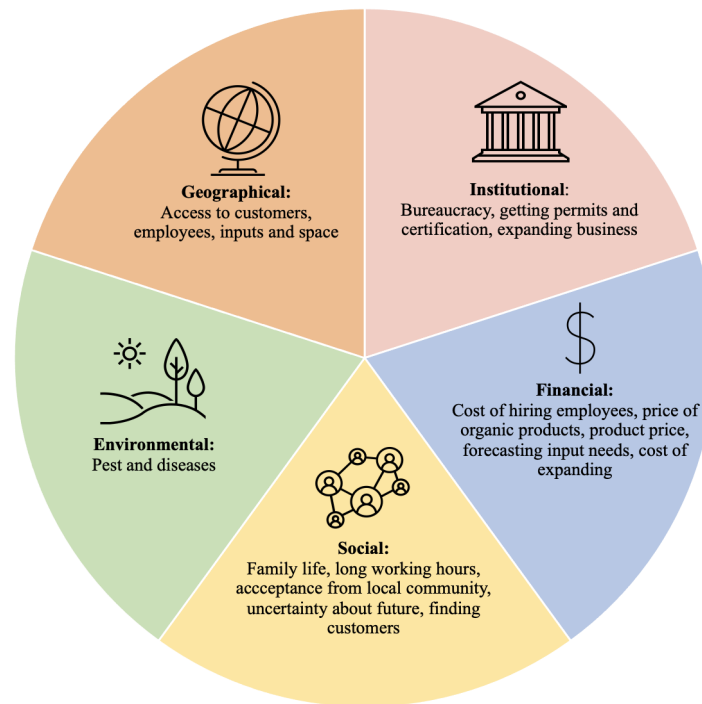 Geographical:
Access to customers,
employees, inputs and space
Institutional:
Bureaucracy, getting permits and
certification, expanding business
$
Financial:
Cost of hiring employees, price of
organic products, product price,
forecasting input needs, cost of
expanding
Environmental:
Pest and diseases
Social:
Family life, long working hours,
accceptance from local community,
uncertainty about future, finding
customers